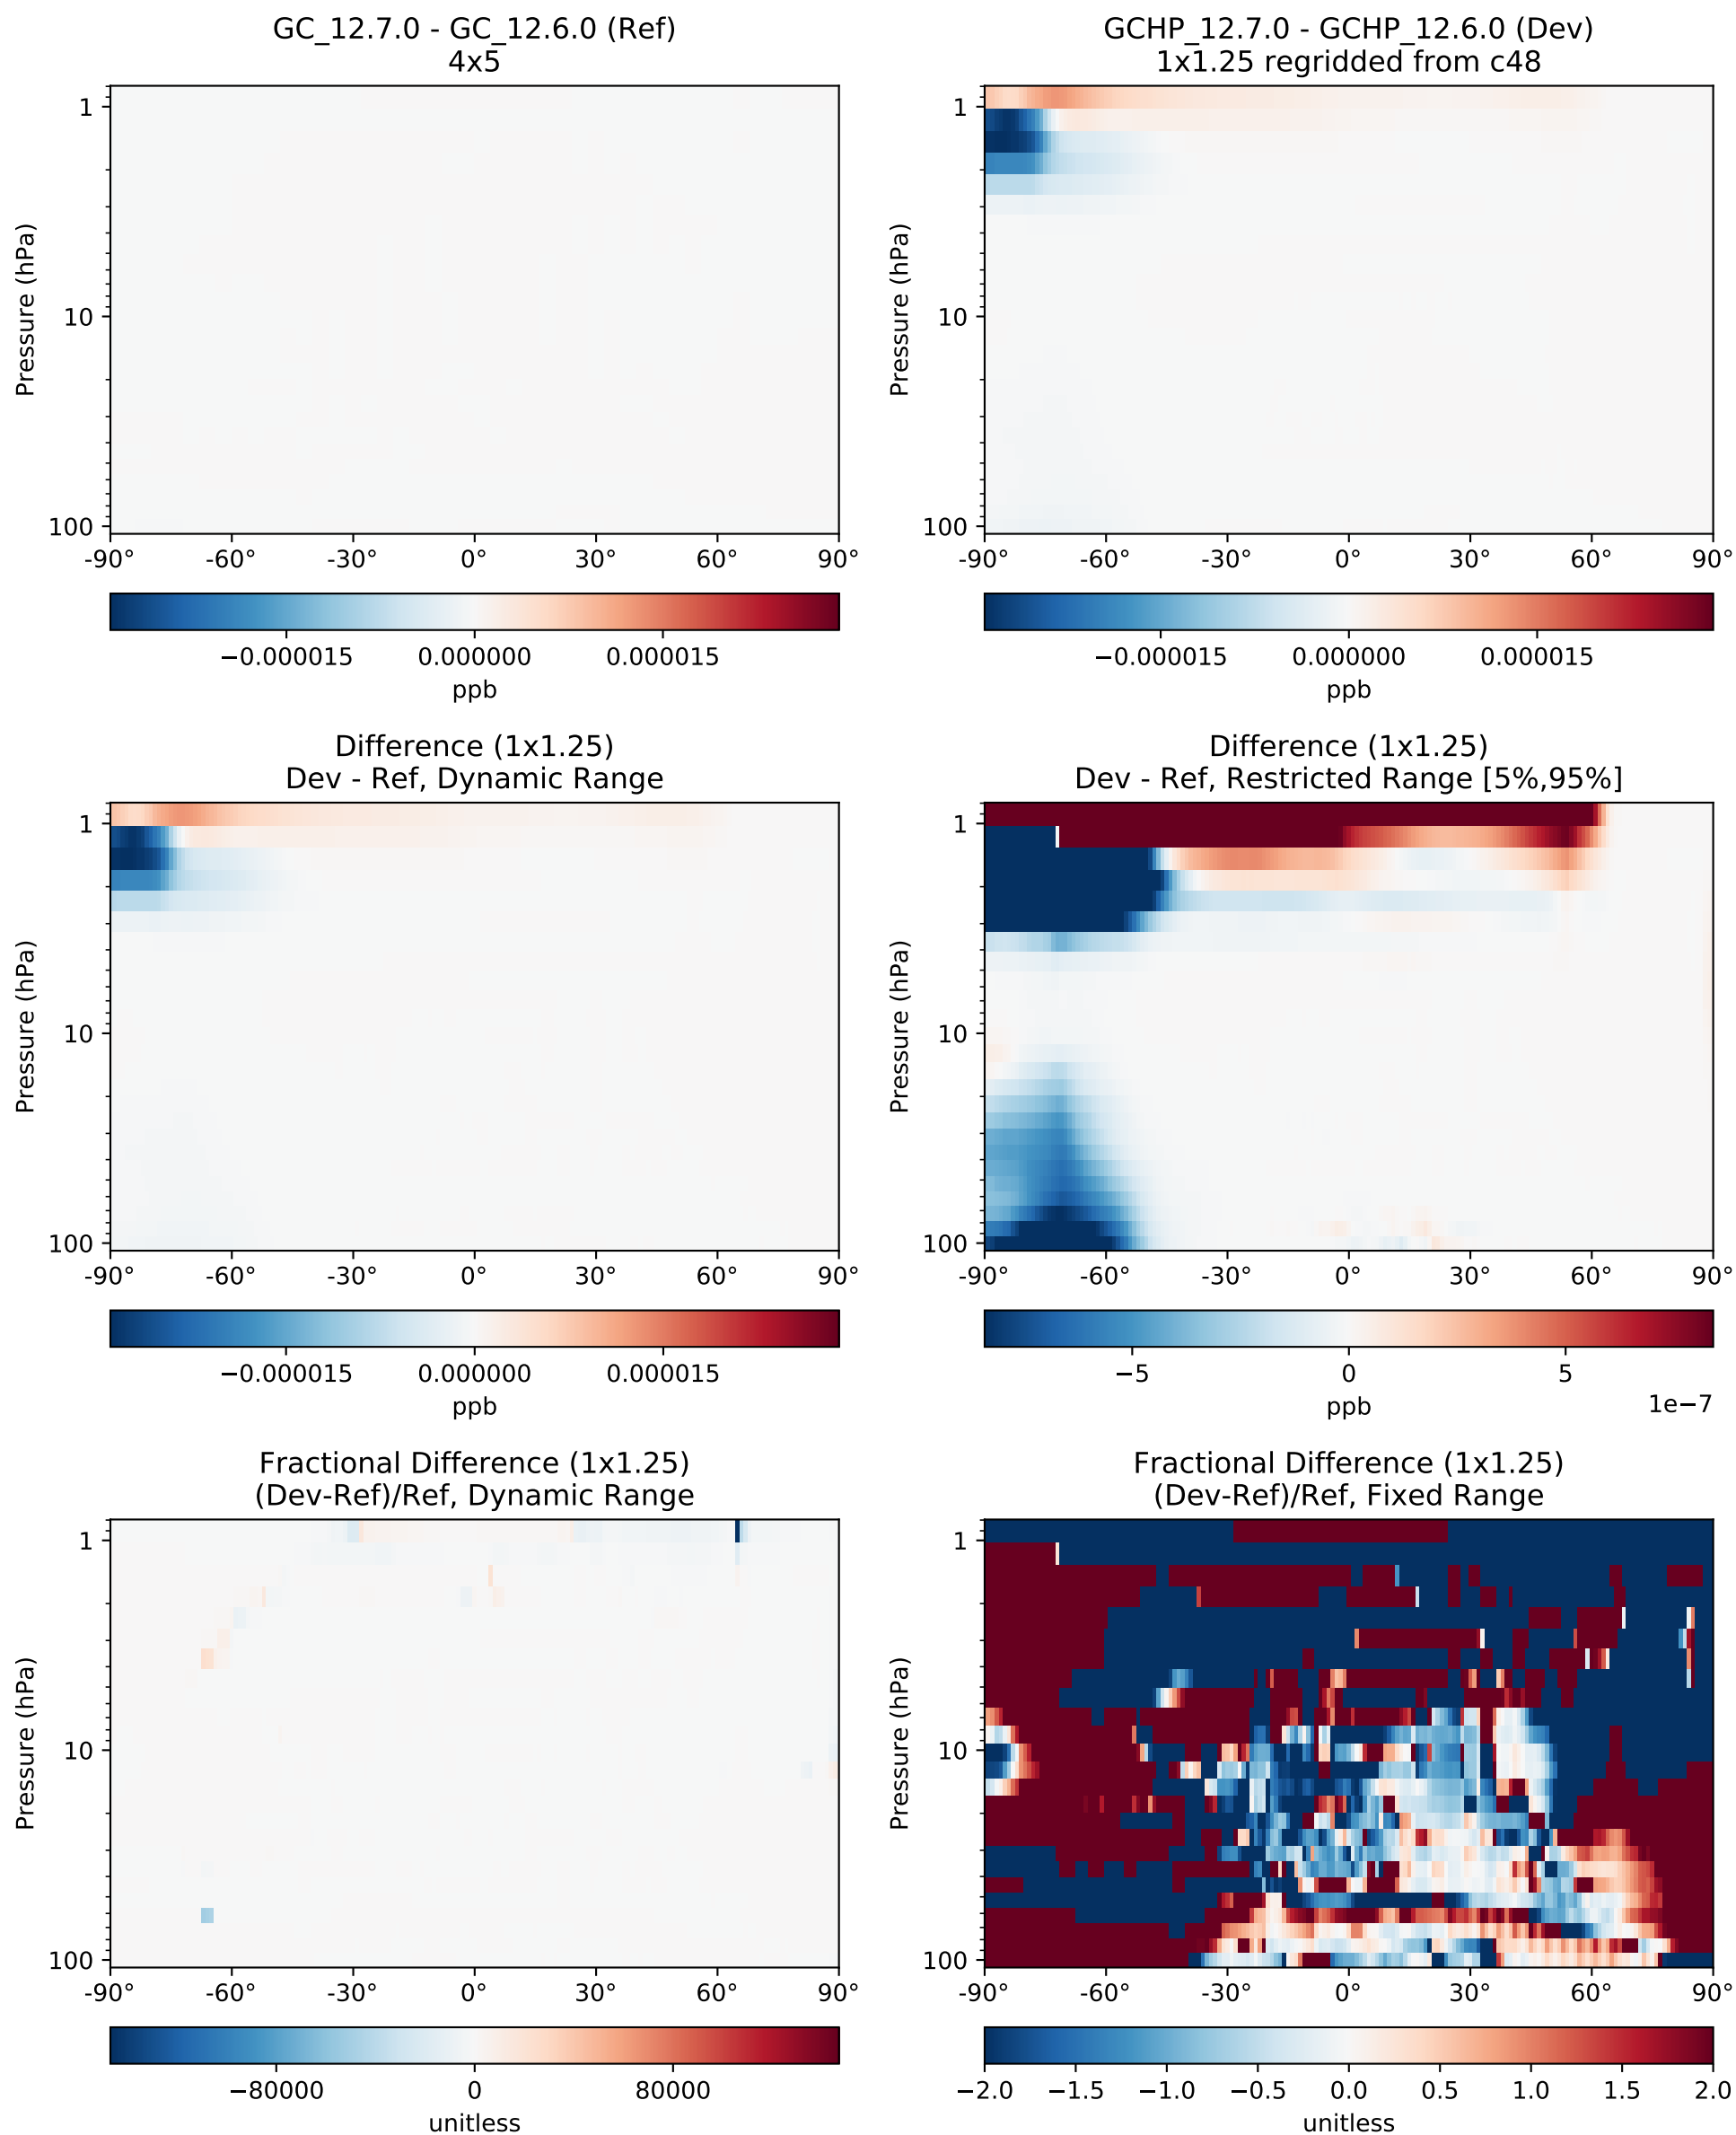 GC_12.7.0 - GC_12.6.0 (Ref)
4x5
Pressure (hPa)
1
10
100
-90° -60° -30° 0° 30° 60° 90°
−0.000015 0.000000 0.000015
ppb
GCHP_12.7.0 - GCHP_12.6.0 (Dev)
1x1.25 regridded from c48
Pressure (hPa)
1
10
100
-90° -60° -30° 0° 30° 60° 90°
−0.000015 0.000000 0.000015
ppb
Difference (1x1.25)
Dev - Ref, Dynamic Range
Pressure (hPa)
1
10
100
-90° -60° -30° 0° 30° 60° 90°
−0.000015 0.000000 0.000015
ppb
Difference (1x1.25)
Dev - Ref, Restricted Range [5%,95%]
Pressure (hPa)
1
10
100
-90° -60° -30° 0° 30° 60° 90°
−5 0 5
ppb 1e−7
Fractional Difference (1x1.25)
(Dev-Ref)/Ref, Dynamic Range
Pressure (hPa)
1
10
100
-90° -60° -30° 0° 30° 60° 90°
−80000 0 80000
unitless
Fractional Difference (1x1.25)
(Dev-Ref)/Ref, Fixed Range
Pressure (hPa)
1
10
100
-90° -60° -30° 0° 30° 60° 90°
−2.0 −1.5 −1.0 −0.5 0.0 0.5 1.0 1.5 2.0
unitless